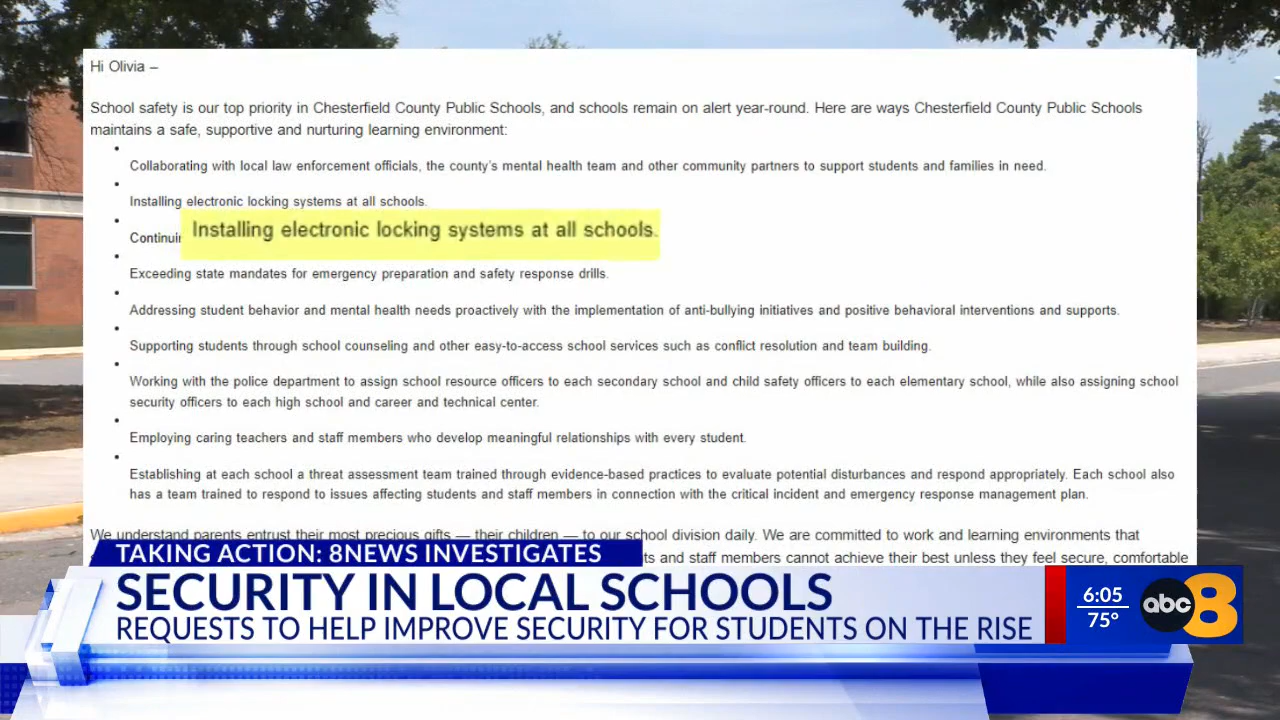 Hi Olivia –
School safety is our top priority in Chesterfield County Public Schools, and schools remain on alert year-round. Here are ways Chesterfield County Public Schools
maintains a safe, supportive and nurturing learning environment:
• Collaborating with local law enforcement officials, the county's mental health team and other community partners to support students and families in need.
• Installing electronic locking systems at all schools.
Installing electronic locking systems at all schools.
• Exceeding state mandates for emergency preparation and safety response drills.
• Addressing student behavior and mental health needs proactively with the implementation of anti-bullying initiatives and positive behavioral interventions and supports.
• Supporting students through school counseling and other easy-to-access school services such as conflict resolution and team building.
• Working with the police department to assign school resource officers to each secondary school and child safety officers to each elementary school, while also assigning school
security officers to each high school and career and technical center.
• Employing caring teachers and staff members who develop meaningful relationships with every student.
• Establishing at each school a threat assessment team trained through evidence-based practices to evaluate potential disturbances and respond appropriately. Each school also
has a team trained to respond to issues affecting students and staff members in connection with the critical incident and emergency response management plan.
We understand parents entrust their most precious gifts — their children — to our school division daily. We are committed to work and learning environments that
and staff members cannot achieve their best unless they feel secure, comfortable
TAKING ACTION: 8NEWS INVESTIGATES
SECURITY IN LOCAL SCHOOLS
REQUESTS TO HELP IMPROVE SECURITY FOR STUDENTS ON THE RISE
6:05
75°
abc 8